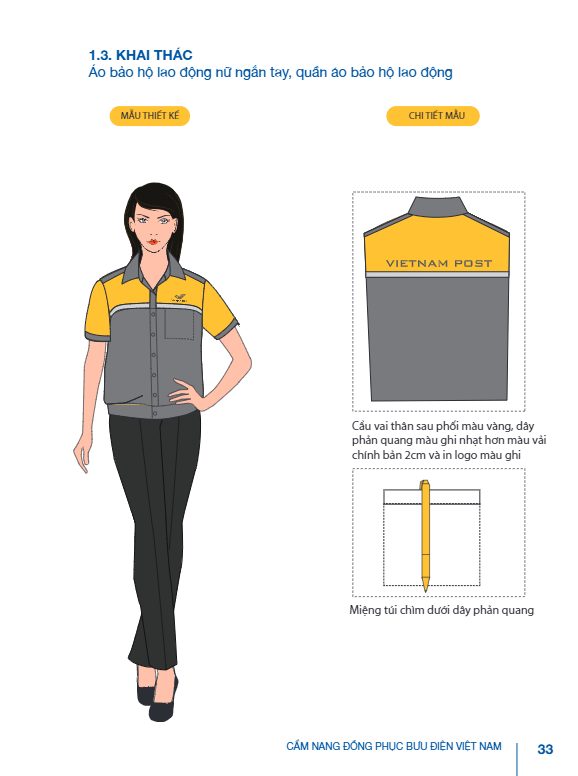 1.3. KHAI THÁC
Áo bảo hộ lao động nữ ngắn tay, quần áo bảo hộ lao động
MẪU THIẾT KẾ
CHI TIẾT MẪU
VIETNAM POST
Cầu vai thân sau phối màu vàng, dây
phản quang màu ghi nhạt hơn màu vải
chính bản 2cm và in logo màu ghi
Miệng túi chìm dưới dây phản quang
CẨM NANG ĐỒNG PHỤC BƯU ĐIỆN VIỆT NAM
33